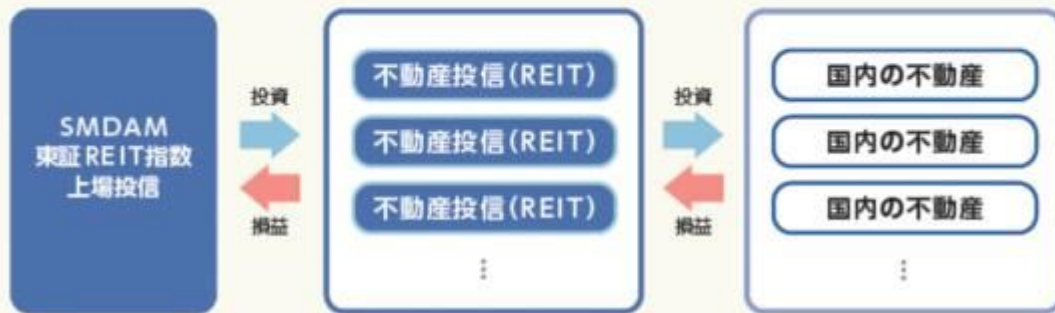 SMDAM
東証REIT指数
上場投信
投資
損益
不動産投信(REIT)
不動産投信(REIT)
不動産投信(REIT)
⋮
投資
損益
国内の不動産
国内の不動産
国内の不動産
⋮